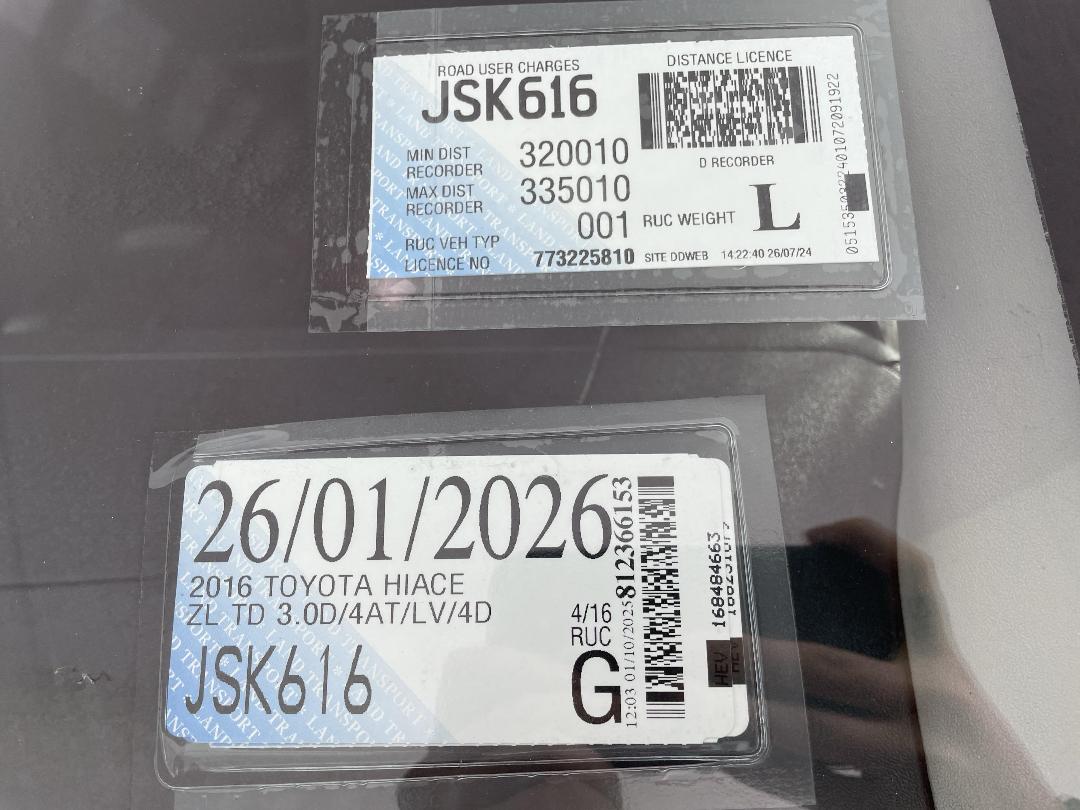 ROAD USER CHARGES
JSK616
DISTANCE LICENCE
MIN DIST RECORDER 320010
D RECORDER
MAX DIST RECORDER 335010
001 RUC WEIGHT L
RUC VEH TYP
LICENCE NO 773225810 SITE DDWEB 14:22:40 26/07/24
26/01/2026
2016 TOYOTA HIACE
ZL TD 3.0D/4AT/LV/4D
4/16
RUC
JSK616
G
12:03 01/10/2025 812366153
168484663
HEV